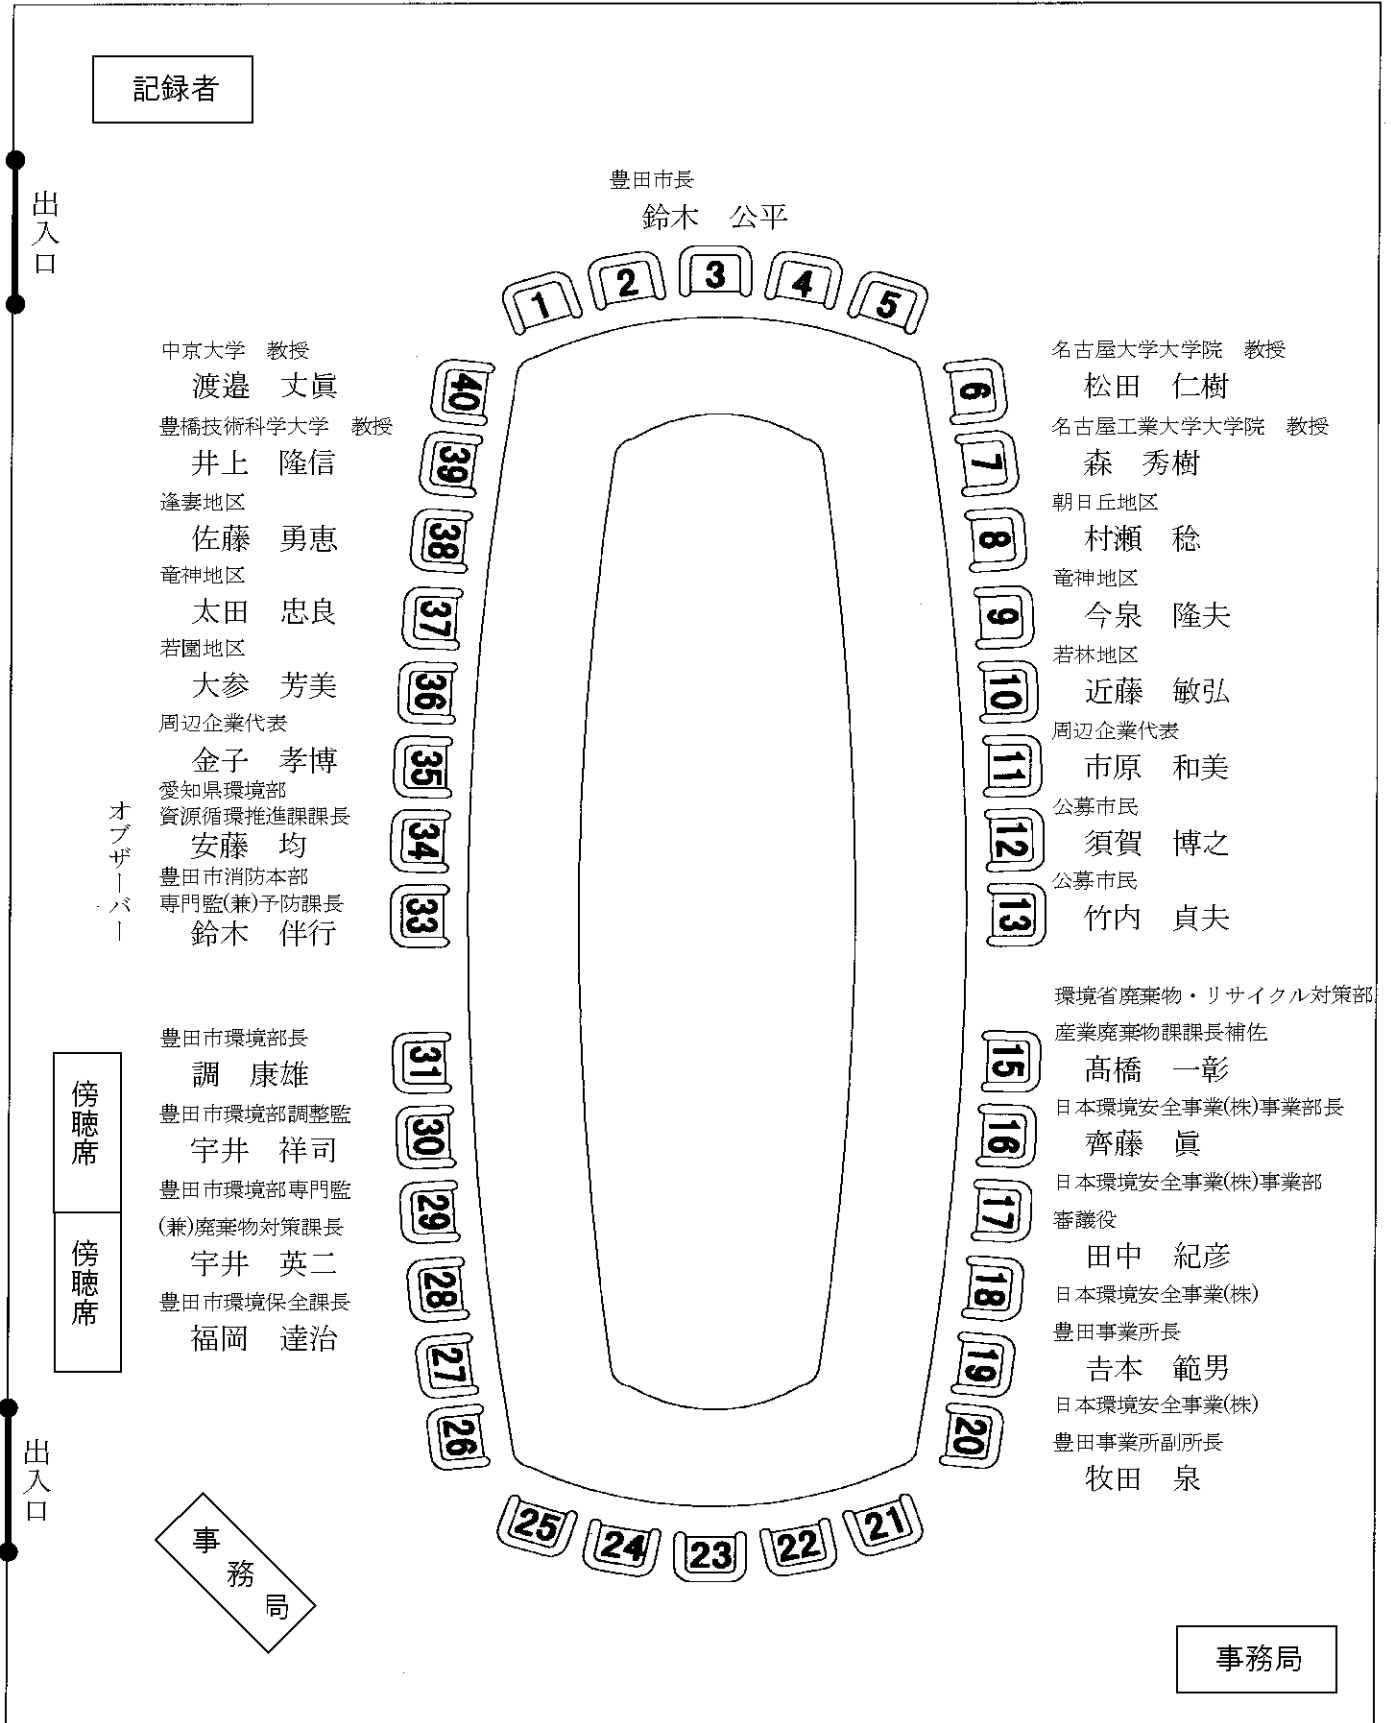 記録者
出入口
豊田市長
鈴木 公平
1
2
3
4
5
中京大学 教授
渡邉 丈眞
豊橋技術科学大学 教授
井上 隆信
逢妻地区
佐藤 勇恵
竜神地区
太田 忠良
若園地区
大参 芳美
周辺企業代表
金子 孝博
オブザーバー
愛知県環境部
資源循環推進課課長
安藤 均
豊田市消防本部
専門監(兼)予防課長
鈴木 伴行
40
39
38
37
36
35
34
33
6
7
8
9
10
11
12
13
名古屋大学大学院 教授
松田 仁樹
名古屋工業大学大学院 教授
森 秀樹
朝日丘地区
村瀬 稔
竜神地区
今泉 隆夫
若林地区
近藤 敏弘
周辺企業代表
市原 和美
公募市民
須賀 博之
公募市民
竹内 貞夫
傍聴席
傍聴席
豊田市環境部長
調 康雄
豊田市環境部調整監
宇井 祥司
豊田市環境部専門監
(兼)廃棄物対策課長
宇井 英二
豊田市環境保全課長
福岡 達治
31
30
29
28
27
26
15
16
17
18
19
20
環境省廃棄物・リサイクル対策部
産業廃棄物課課長補佐
髙橋 一彰
日本環境安全事業(株)事業部長
齊藤 眞
日本環境安全事業(株)事業部
審議役
田中 紀彦
日本環境安全事業(株)
豊田事業所長
吉本 範男
日本環境安全事業(株)
豊田事業所副所長
牧田 泉
出入口
25
24
23
22
21
事務局
事務局